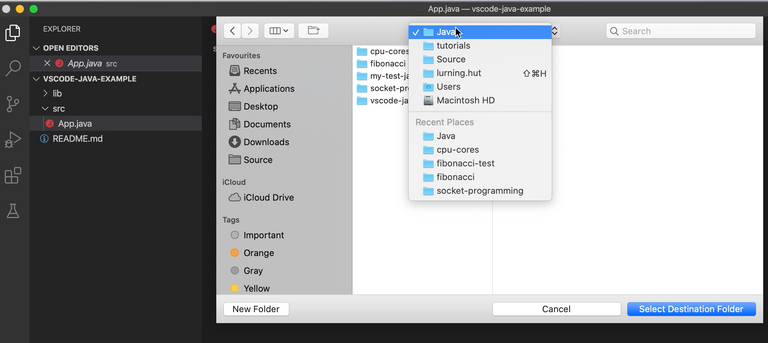 App.java — vscode-java-example
EXPLORER
OPEN EDITORS
App.java src
VSCODE-JAVA-EXAMPLE
lib
src
App.java
README.md
Favourites
Recents
Applications
Desktop
Documents
Downloads
Source
iCloud
iCloud Drive
Tags
Important
Orange
Gray
Yellow
cpu-cores
fibonacci
my-test-ja
socket-pr
vscode-ja
Java
tutorials
Source
lurning.hut ⇧⌘H
Users
Macintosh HD
Recent Places
Java
cpu-cores
fibonacci-test
fibonacci
socket-programming
Search
New Folder
Cancel
Select Destination Folder